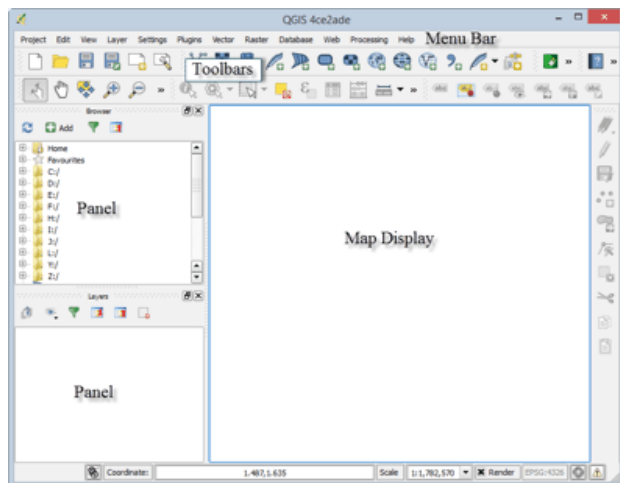 QGIS 4ce2ade
Project Edit View Layer Settings Plugins Vector Raster Database Web Processing Help Menu Bar
Toolbars
Browser
Add
Home
Favourites
C:/
D:/
E:/
F:/
H:/
I:/
J:/
L:/
Y:/
Z:/
Panel
Map Display
Layers
Panel
Coordinate: 1.487,1.635 Scale 1:1,782,570 Render EPSG:4326